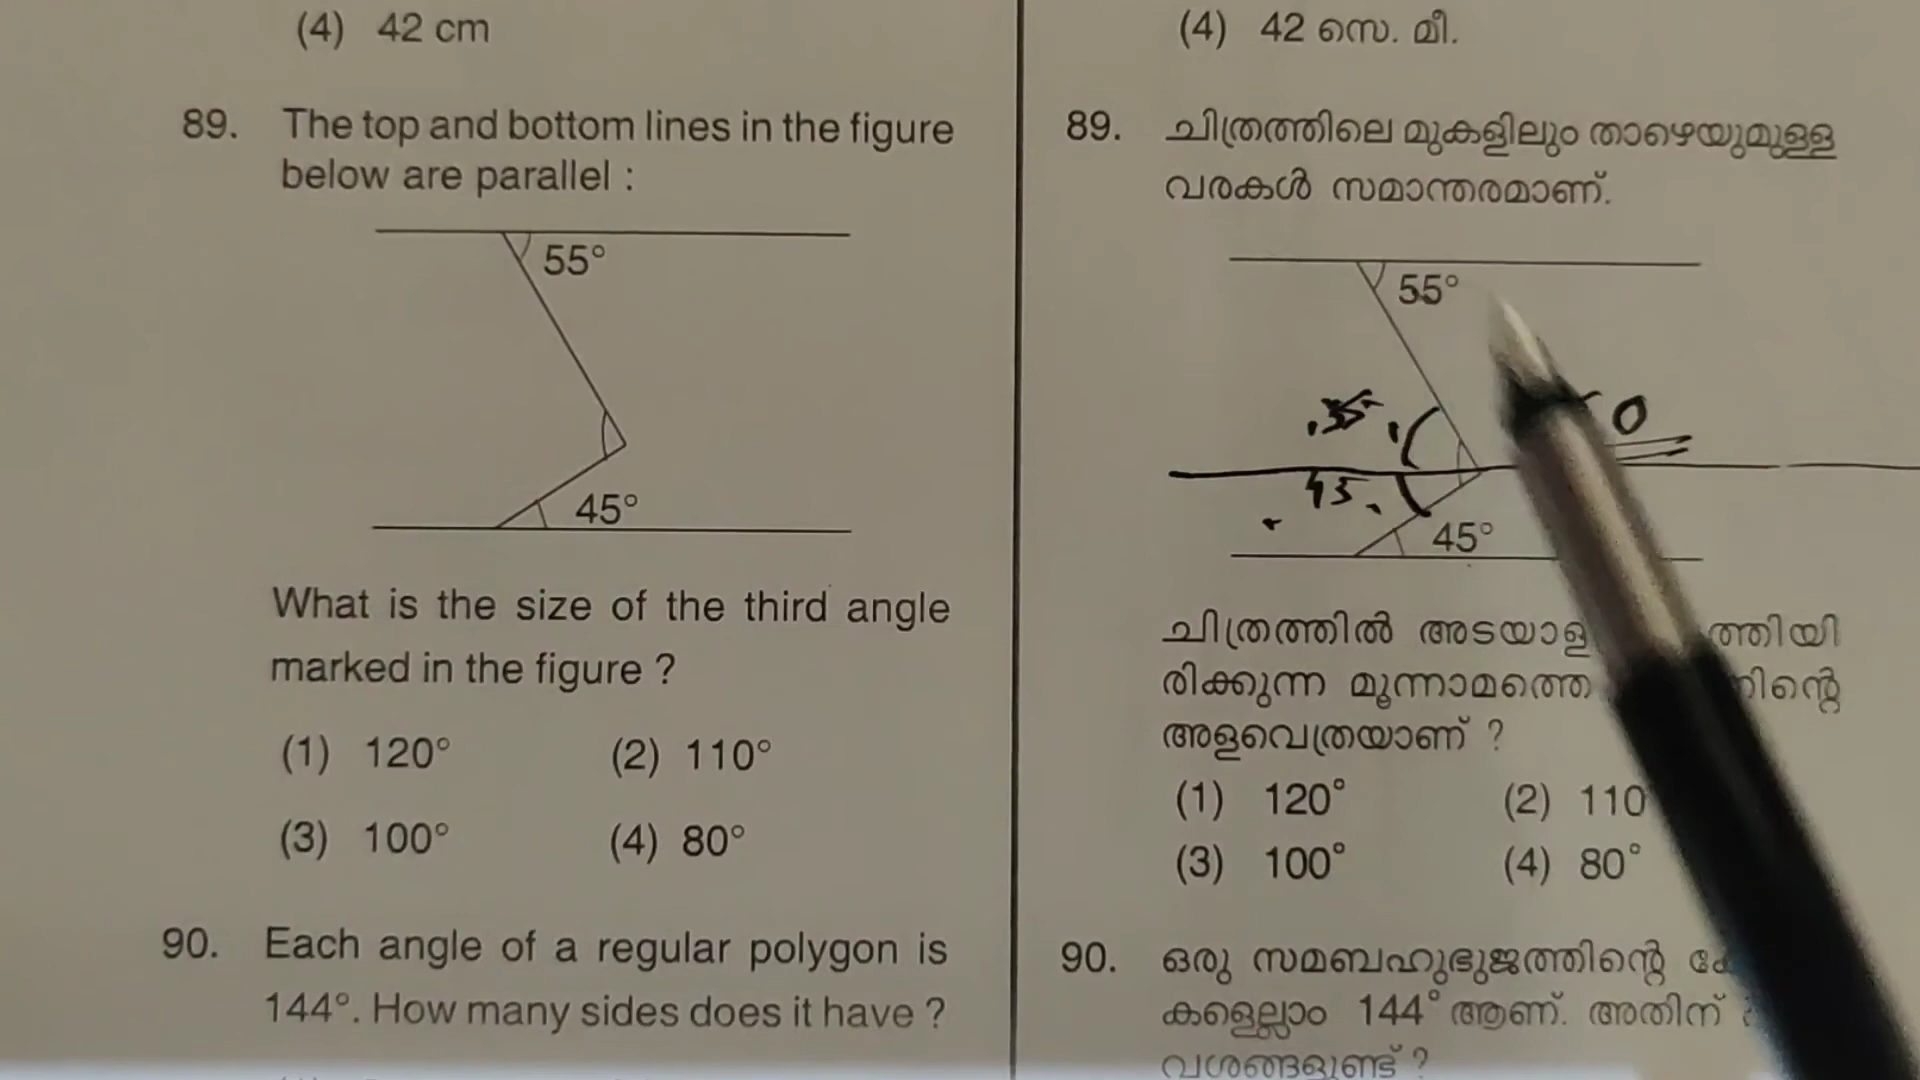 (4) 42 cm
89. The top and bottom lines in the figure
below are parallel :
55°
45°
What is the size of the third angle
marked in the figure ?
(1) 120° (2) 110°
(3) 100° (4) 80°
90. Each angle of a regular polygon is
144°. How many sides does it have ?
(4) 42 സെ. മീ.
89. ചിത്രത്തിലെ മുകളിലും താഴെയുമുള്ള
വരകൾ സമാന്തരമാണ്.
55°
45
45°
ചിത്രത്തിൽ
രിക്കുന്ന മൂന്നാമത്തെ
അളവെത്രയാണ് ?
(1) 120° (2) 110
(3) 100° (4) 80°
90. ഒരു സമബഹുഭുജത്തിന്റെ
കളെല്ലാം 144° ആണ്. അതിന്
വശങ്ങളുണ്ട് ?